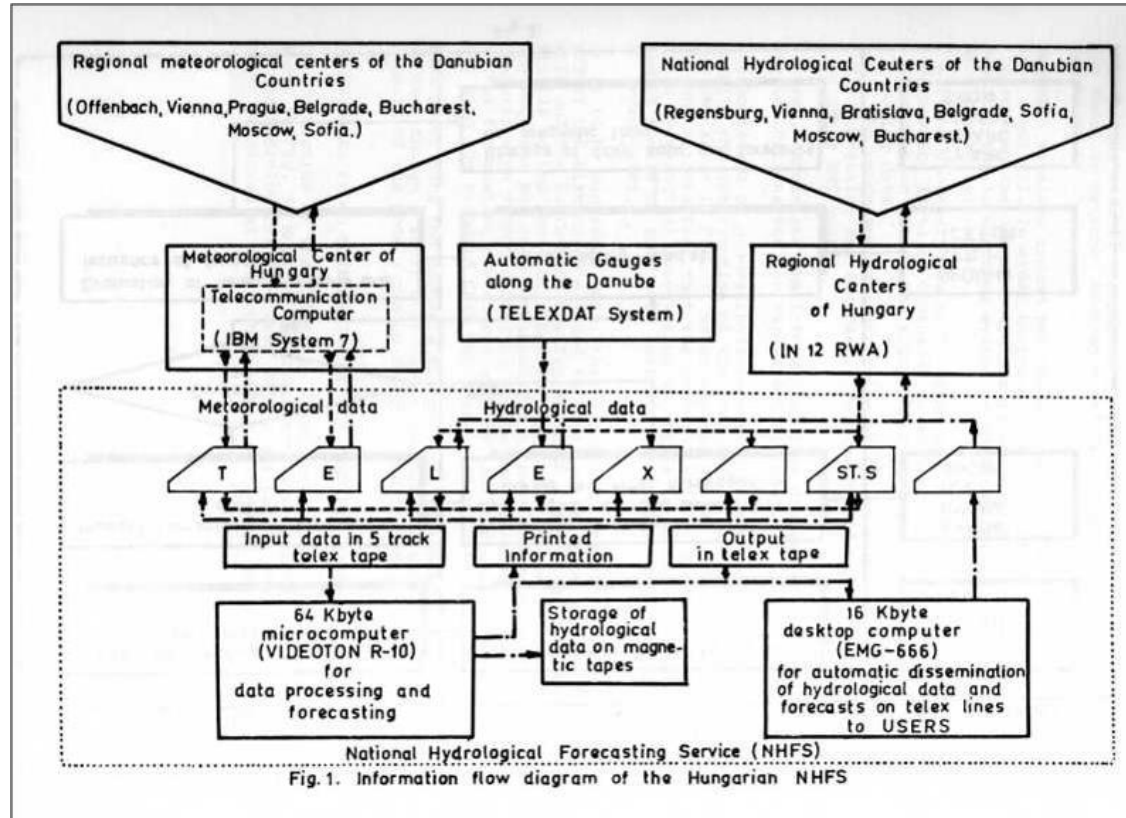 Regional meteorological centers of the Danubian
Countries
(Offenbach, Vienna,Prague, Belgrade, Bucharest,
Moscow, Sofia.)
National Hydrological Ceuters of the Danubian
Countries
(Regensburg, Vienna, Bratislava, Belgrade, Sofia,
Moscow, Bucharest.)
Meteorological Center of
Hungary
Telecommunication
Computer
(IBM System 7)
Automatic Gauges
along the Danube
(TELEXDAT System)
Regional Hydrological
Centers
of Hungary
(IN 12 RWA)
Meteorological data
Hydrological data
T E L E X ST. S
Input data in 5 track
telex tape
Printed
Information
Output
in telex tape
64 Kbyte
microcomputer
(VIDEOTON R-10)
for
data processing and
forecasting
Storage of
hydrological
data on magne-
tic tapes
16 Kbyte
desktop computer
(EMG-666)
for automatic dissemination
of hydrological data and
forecasts on telex lines
to USERS
National Hydrological Forecasting Service (NHFS)
Fig. 1. Information flow diagram of the Hungarian NHFS